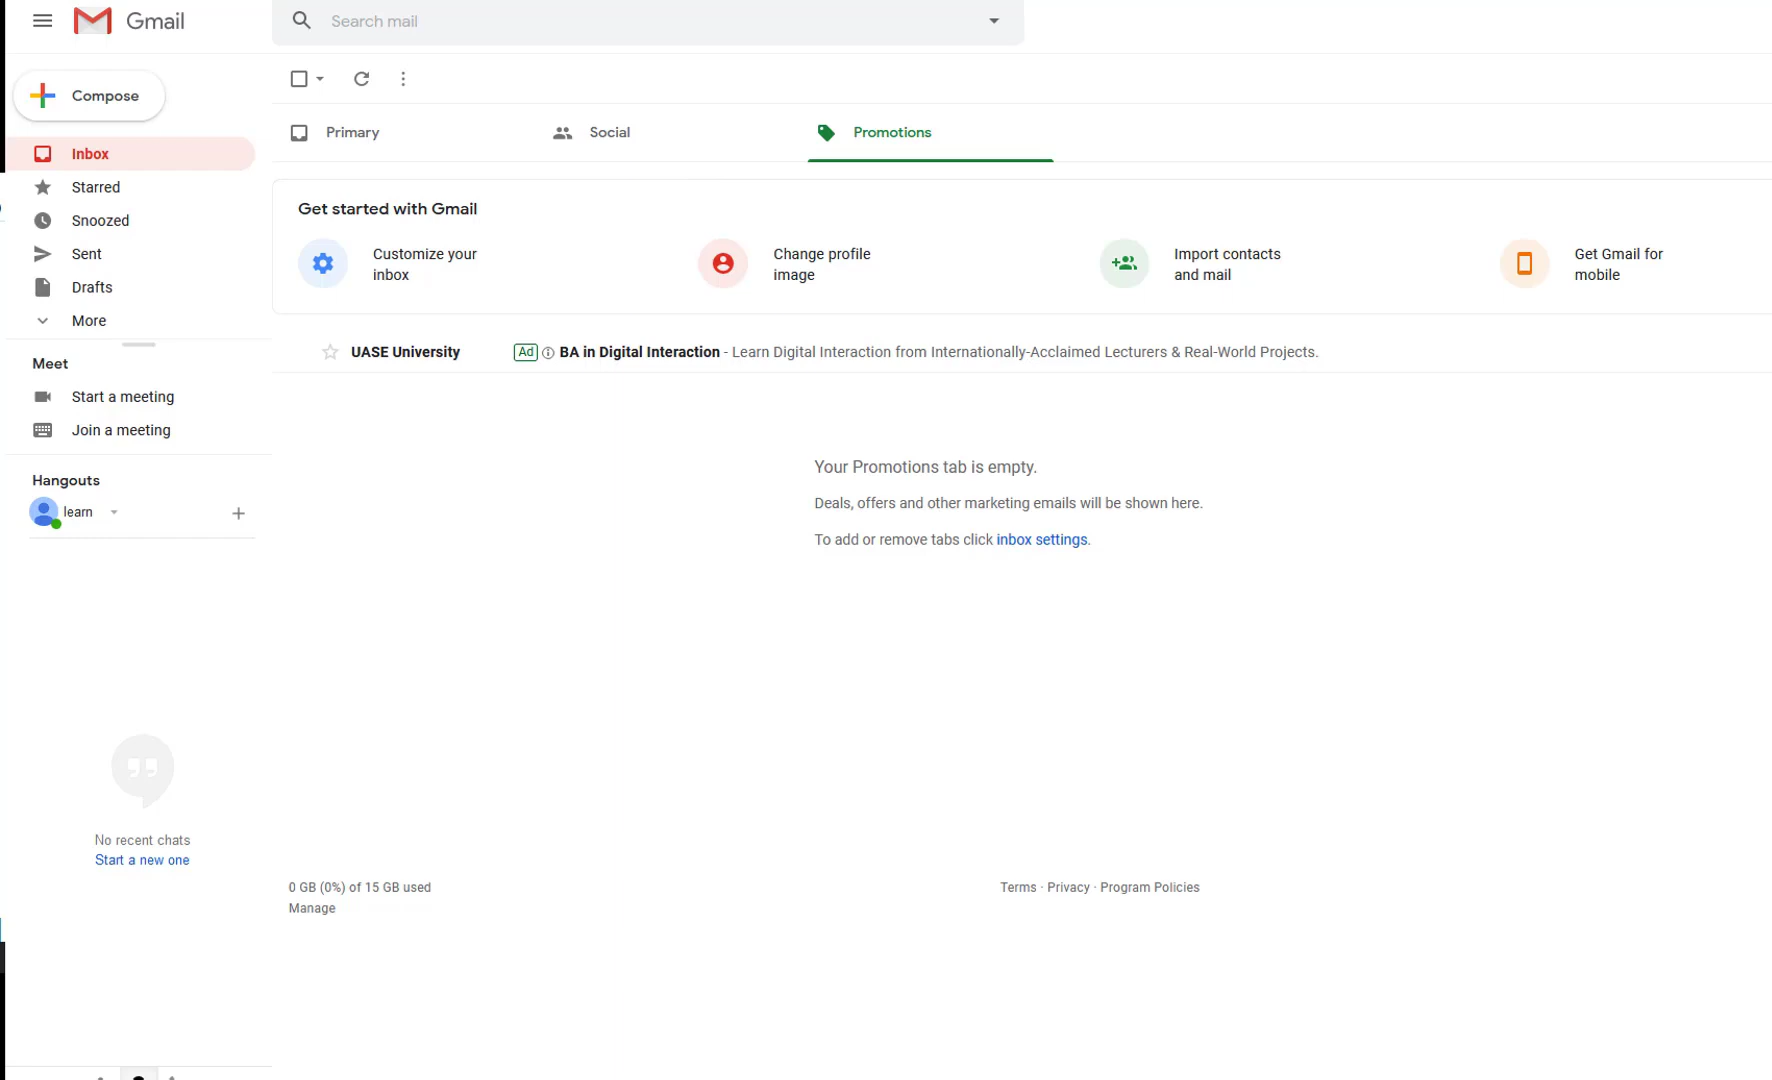 Gmail
Search mail
Compose
Inbox
Starred
Snoozed
Sent
Drafts
More
Meet
Start a meeting
Join a meeting
Hangouts
learn
No recent chats
Start a new one
Primary
Social
Promotions
Get started with Gmail
Customize your
inbox
Change profile
image
Import contacts
and mail
Get Gmail for
mobile
UASE University Ad BA in Digital Interaction - Learn Digital Interaction from Internationally-Acclaimed Lecturers & Real-World Projects.
Your Promotions tab is empty.
Deals, offers and other marketing emails will be shown here.
To add or remove tabs click inbox settings.
0 GB (0%) of 15 GB used
Manage
Terms · Privacy · Program Policies